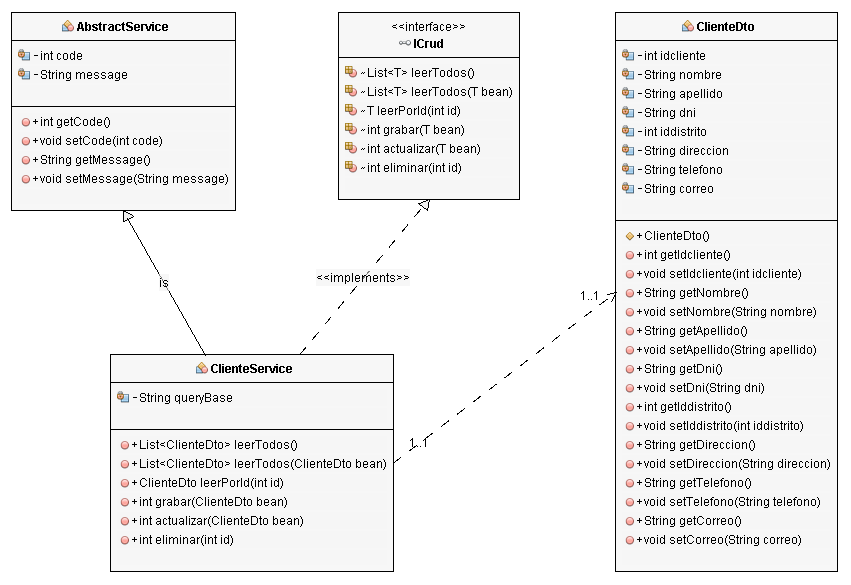 AbstractService
- int code
- String message
+ int getCode()
+ void setCode(int code)
+ String getMessage()
+ void setMessage(String message)
<<interface>>
ICrud
~ List<T> leerTodos()
~ List<T> leerTodos(T bean)
~ T leerPorId(int id)
~ int grabar(T bean)
~ int actualizar(T bean)
~ int eliminar(int id)
ClienteDto
- int idcliente
- String nombre
- String apellido
- String dni
- int iddistrito
- String direccion
- String telefono
- String correo
+ ClienteDto()
+ int getIdcliente()
+ void setIdcliente(int idcliente)
+ String getNombre()
+ void setNombre(String nombre)
+ String getApellido()
+ void setApellido(String apellido)
+ String getDni()
+ void setDni(String dni)
+ int getIddistrito()
+ void setIddistrito(int iddistrito)
+ String getDireccion()
+ void setDireccion(String direccion)
+ String getTelefono()
+ void setTelefono(String telefono)
+ String getCorreo()
+ void setCorreo(String correo)
is
<<implements>>
1..1
1..1
ClienteService
- String queryBase
+ List<ClienteDto> leerTodos()
+ List<ClienteDto> leerTodos(ClienteDto bean)
+ ClienteDto leerPorId(int id)
+ int grabar(ClienteDto bean)
+ int actualizar(ClienteDto bean)
+ int eliminar(int id)